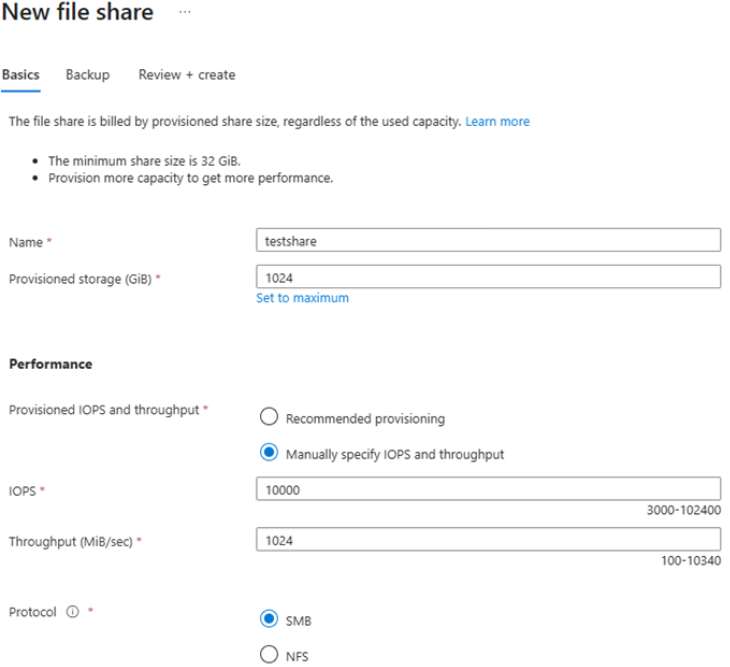 New file share ...
Basics Backup Review + create
The file share is billed by provisioned share size, regardless of the used capacity. Learn more
• The minimum share size is 32 GiB.
• Provision more capacity to get more performance.
Name * testshare
Provisioned storage (GiB) * 1024
Set to maximum
Performance
Provisioned IOPS and throughput * Recommended provisioning
Manually specify IOPS and throughput
IOPS * 10000
3000-102400
Throughput (MiB/sec) * 1024
100-10340
Protocol * SMB
NFS